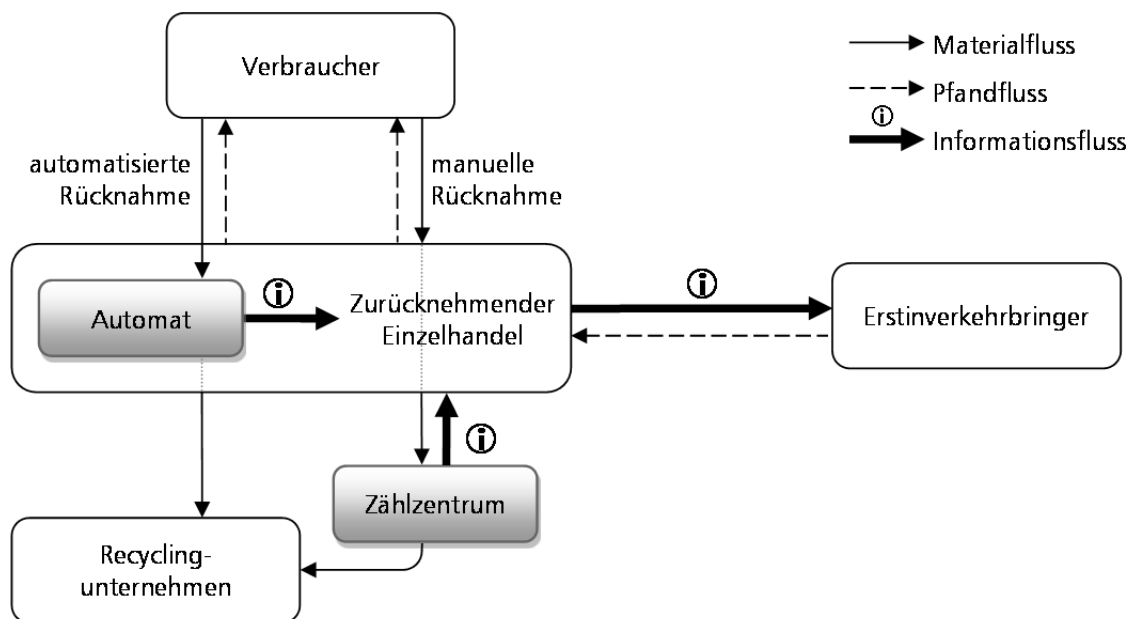 Verbraucher
Materialfluss
Pfandfluss
Informationsfluss
automatisierte
Rücknahme
manuelle
Rücknahme
Automat
Zurücknehmender
Einzelhandel
Erstinverkehrbringer
Zählzentrum
Recycling-
unternehmen